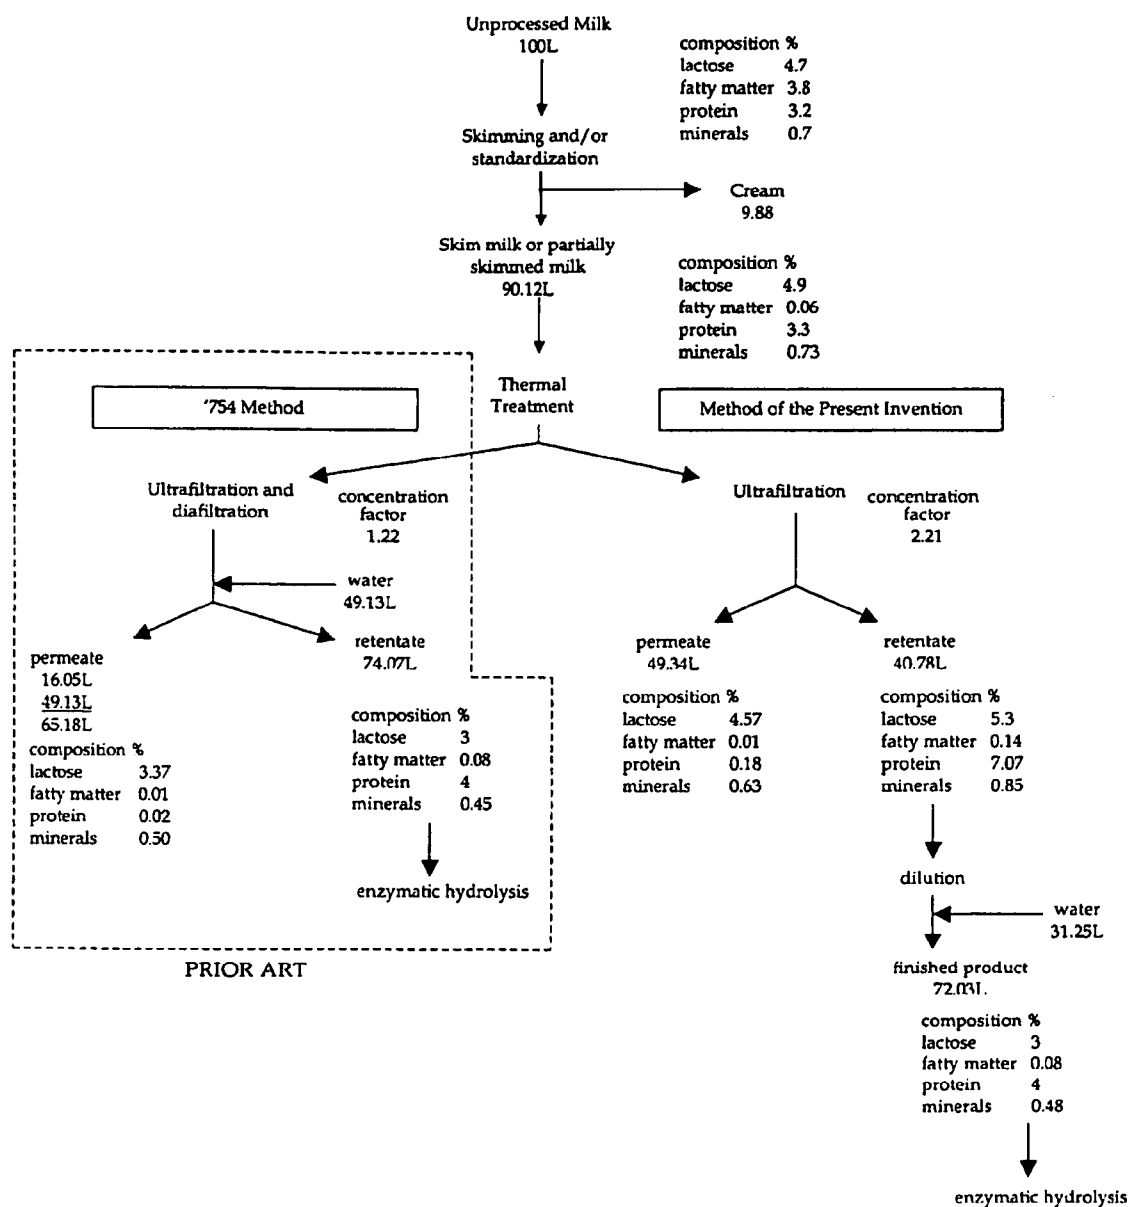 Unprocessed Milk
100L
composition %
lactose 4.7
fatty matter 3.8
protein 3.2
minerals 0.7
Skimming and/or
standardization
Cream
9.88
Skim milk or partially
skimmed milk
90.12L
composition %
lactose 4.9
fatty matter 0.06
protein 3.3
minerals 0.73
Thermal
Treatment
'754 Method
Method of the Present Invention
Ultrafiltration and
diafiltration
concentration
factor
1.22
water
49.13L
permeate
16.05L
49.13L
65.18L
composition %
lactose 3.37
fatty matter 0.01
protein 0.02
minerals 0.50
retentate
74.07L
composition %
lactose 3
fatty matter 0.08
protein 4
minerals 0.45
enzymatic hydrolysis
PRIOR ART
Ultrafiltration
concentration
factor
2.21
permeate
49.34L
composition %
lactose 4.57
fatty matter 0.01
protein 0.18
minerals 0.63
retentate
40.78L
composition %
lactose 5.3
fatty matter 0.14
protein 7.07
minerals 0.85
dilution
water
31.25L
finished product
72.03L
composition %
lactose 3
fatty matter 0.08
protein 4
minerals 0.48
enzymatic hydrolysis